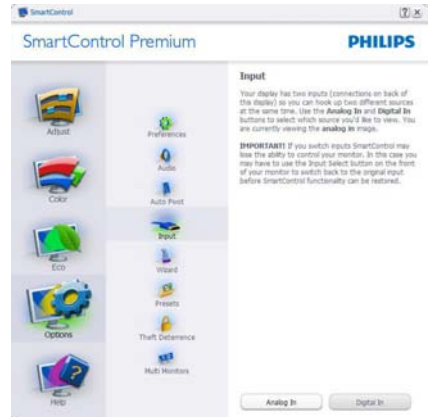 SmartControl
SmartControl Premium
PHILIPS
Adjust
Color
Eco
Options
Help
Preferences
Audio
Auto Pivot
Input
Wizard
Presets
Theft Deterrence
Multi Monitors
Input
Your display has two inputs (connections on back of
this display) so you can hook up two different sources
at the same time. Use the Analog In and Digital In
buttons to select which source you'd like to view. You
are currently viewing the analog in image.
IMPORTANT! If you switch inputs SmartControl may
lose the ability to control your monitor. In this case you
may have to use the Input Select button on the front
of your monitor to switch back to the original input
before SmartControl functionality can be restored.
Analog In
Digital In